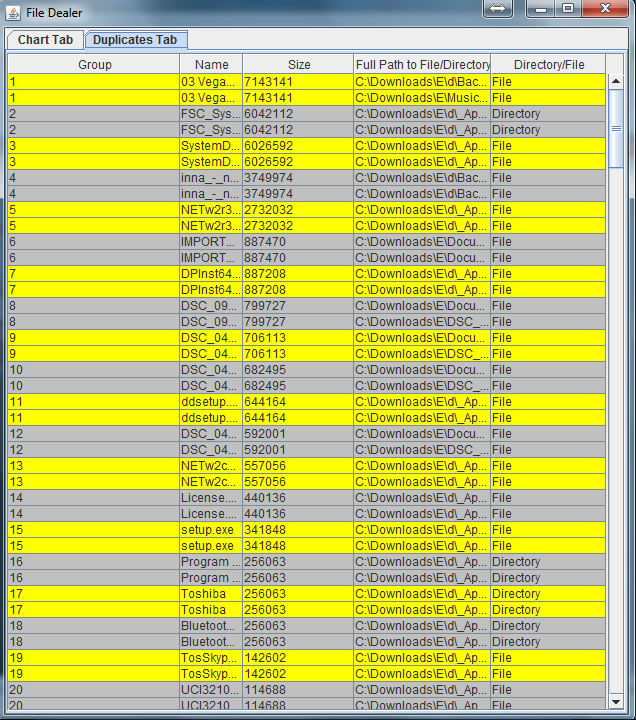 File Dealer
Chart Tab Duplicates Tab
Group Name Size Full Path to File/Directory Directory/File
1 03 Vega... 7143141 C:\Downloads\E\d\Bac... File
1 03 Vega... 7143141 C:\Downloads\E\Music... File
2 FSC_Sys... 6042112 C:\Downloads\E\d\_Ap... Directory
2 FSC_Sys... 6042112 C:\Downloads\E\d\_Ap... Directory
3 SystemD... 6026592 C:\Downloads\E\d\_Ap... File
3 SystemD... 6026592 C:\Downloads\E\d\_Ap... File
4 inna_-_n... 3749974 C:\Downloads\E\d\Bac... File
4 inna_-_n... 3749974 C:\Downloads\E\d\Bac... File
5 NETw2r3... 2732032 C:\Downloads\E\d\_Ap... File
5 NETw2r3... 2732032 C:\Downloads\E\d\_Ap... File
6 IMPORT... 887470 C:\Downloads\E\Docu... File
6 IMPORT... 887470 C:\Downloads\E\Docu... File
7 DPInst64... 887208 C:\Downloads\E\d\_Ap... File
7 DPInst64... 887208 C:\Downloads\E\d\_Ap... File
8 DSC_09... 799727 C:\Downloads\E\Docu... File
8 DSC_09... 799727 C:\Downloads\E\DSC_... File
9 DSC_04... 706113 C:\Downloads\E\Docu... File
9 DSC_04... 706113 C:\Downloads\E\DSC_... File
10 DSC_04... 682495 C:\Downloads\E\Docu... File
10 DSC_04... 682495 C:\Downloads\E\DSC_... File
11 ddsetup.... 644164 C:\Downloads\E\d\_Ap... File
11 ddsetup.... 644164 C:\Downloads\E\d\_Ap... File
12 DSC_04... 592001 C:\Downloads\E\Docu... File
12 DSC_04... 592001 C:\Downloads\E\DSC_... File
13 NETw2c... 557056 C:\Downloads\E\d\_Ap... File
13 NETw2c... 557056 C:\Downloads\E\d\_Ap... File
14 License.... 440136 C:\Downloads\E\d\_Ap... File
14 License.... 440136 C:\Downloads\E\d\_Ap... File
15 setup.exe 341848 C:\Downloads\E\d\_Ap... File
15 setup.exe 341848 C:\Downloads\E\d\_Ap... File
16 Program ... 256063 C:\Downloads\E\d\_Ap... Directory
16 Program ... 256063 C:\Downloads\E\d\_Ap... Directory
17 Toshiba 256063 C:\Downloads\E\d\_Ap... Directory
17 Toshiba 256063 C:\Downloads\E\d\_Ap... Directory
18 Bluetoot... 256063 C:\Downloads\E\d\_Ap... Directory
18 Bluetoot... 256063 C:\Downloads\E\d\_Ap... Directory
19 TosSkyp... 142602 C:\Downloads\E\d\_Ap... File
19 TosSkyp... 142602 C:\Downloads\E\d\_Ap... File
20 UCI3210... 114688 C:\Downloads\E\d\_Ap... File
20 UCI3210... 114688 C:\Downloads\E\d\_Ap... File